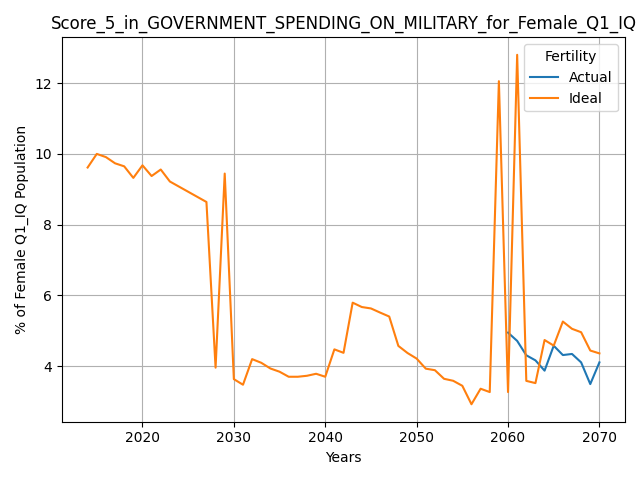 Score_5_in_GOVERNMENT_SPENDING_ON_MILITARY_for_Female_Q1_IQ
Fertility
Actual
Ideal
% of Female Q1_IQ Population
12
10
8
6
4
2020 2030 2040 2050 2060 2070
Years